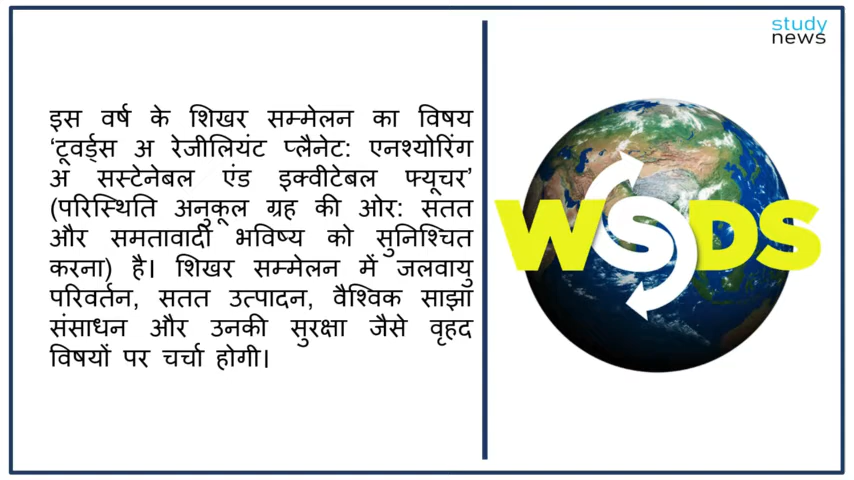 study
news
इस वर्ष के शिखर सम्मेलन का विषय
‘टूवर्ड्स अ रेजीलियंट प्लैनेट: एनश्योरिंग
अ सस्टेनेबल एंड इक्वीटेबल फ्यूचर’
(परिस्थिति अनुकूल ग्रह की ओर: सतत
और समतावादी भविष्य को सुनिश्चित
करना) है। शिखर सम्मेलन में जलवायु
परिवर्तन, सतत उत्पादन, वैश्विक साझा
संसाधन और उनकी सुरक्षा जैसे वृहद
विषयों पर चर्चा होगी।
WSDS